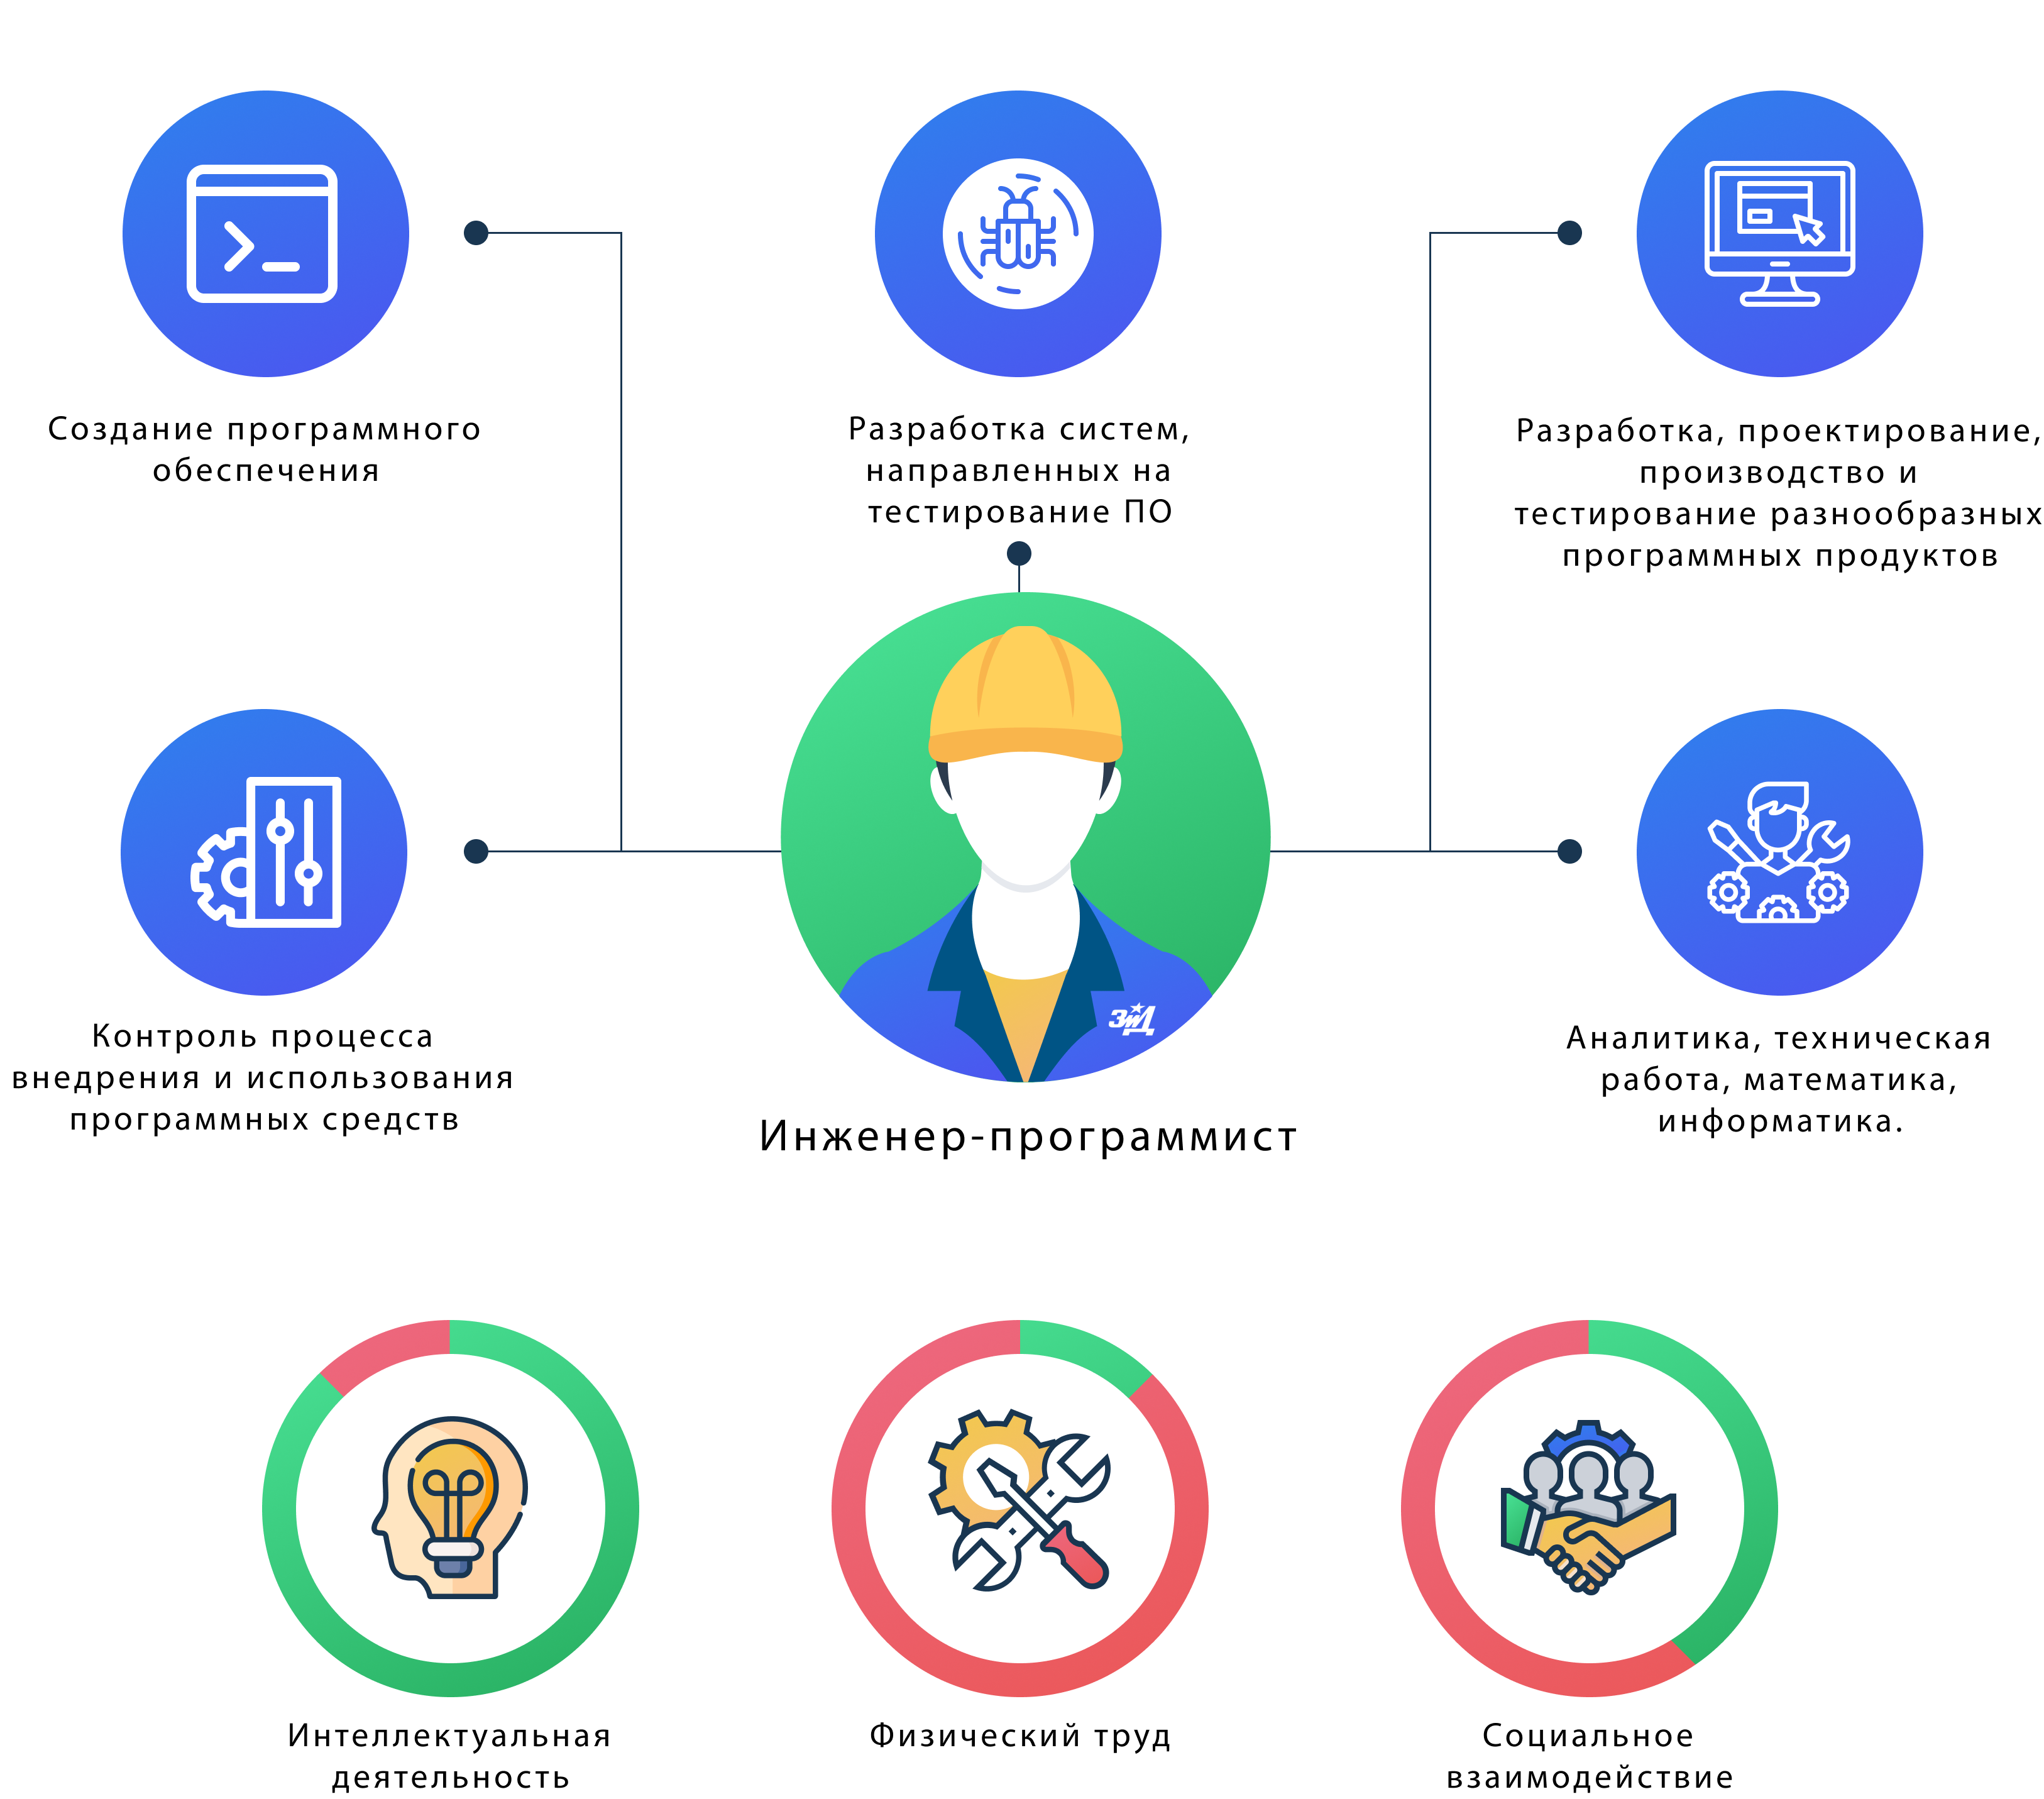 Создание программного
обеспечения
Разработка систем,
направленных на
тестирование ПО
Разработка, проектирование,
производство и
тестирование разнообразных
программных продуктов
Контроль процесса
внедрения и использования
программных средств
ЗиД
Инженер-программист
Аналитика, техническая
работа, математика,
информатика.
Интеллектуальная
деятельность
Физический труд
Социальное
взаимодействие